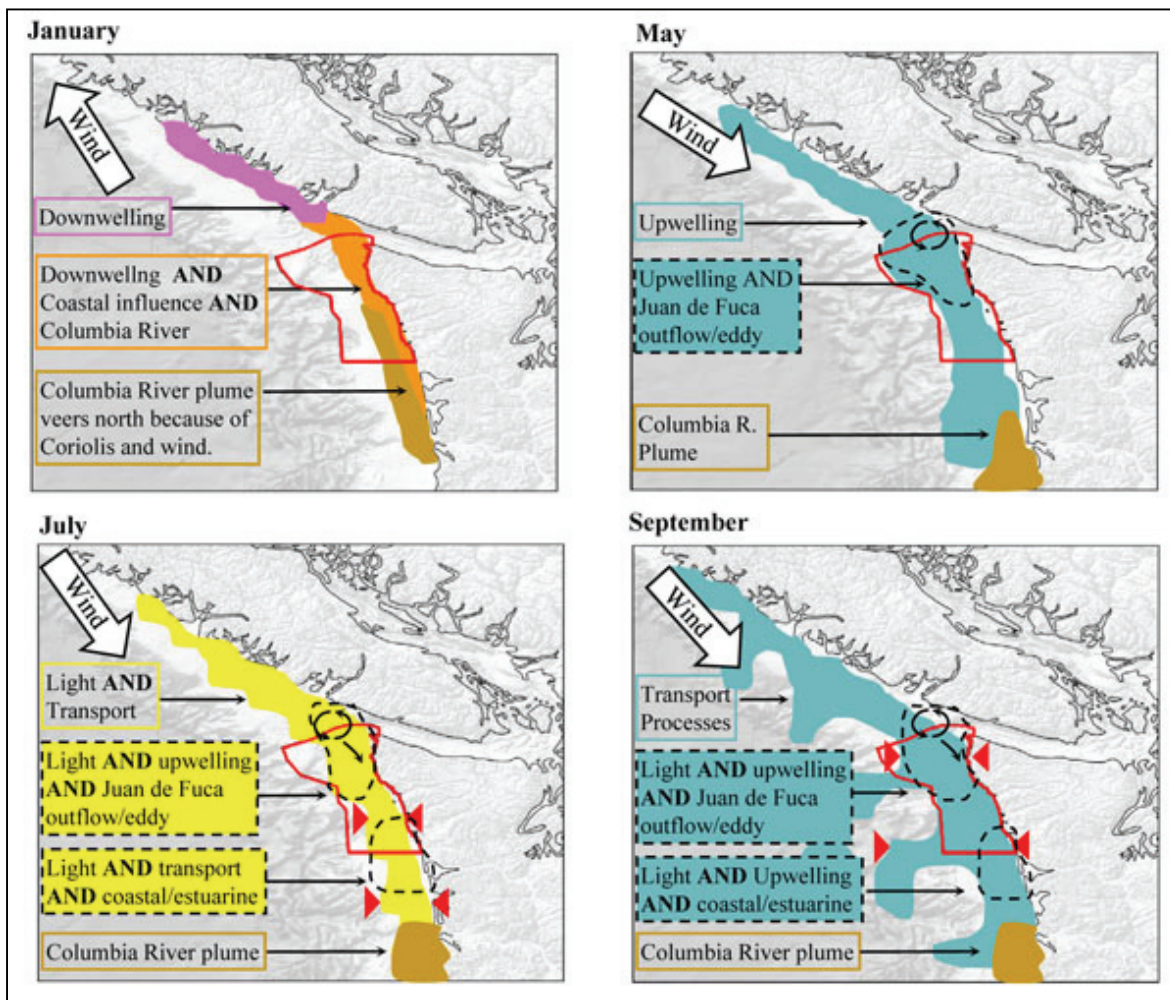 January
Wind
Downwelling
Downwellng AND
Coastal influence AND
Columbia River
Columbia River plume
veers north because of
Coriolis and wind.
May
Wind
Upwelling
Upwelling AND
Juan de Fuca
outflow/eddy
Columbia R.
Plume
July
Wind
Light AND
Transport
Light AND upwelling
AND Juan de Fuca
outflow/eddy
Light AND transport
AND coastal/estuarine
Columbia River plume
September
Wind
Transport
Processes
Light AND upwelling
AND Juan de Fuca
outflow/eddy
Light AND Upwelling
AND coastal/estuarine
Columbia River plume